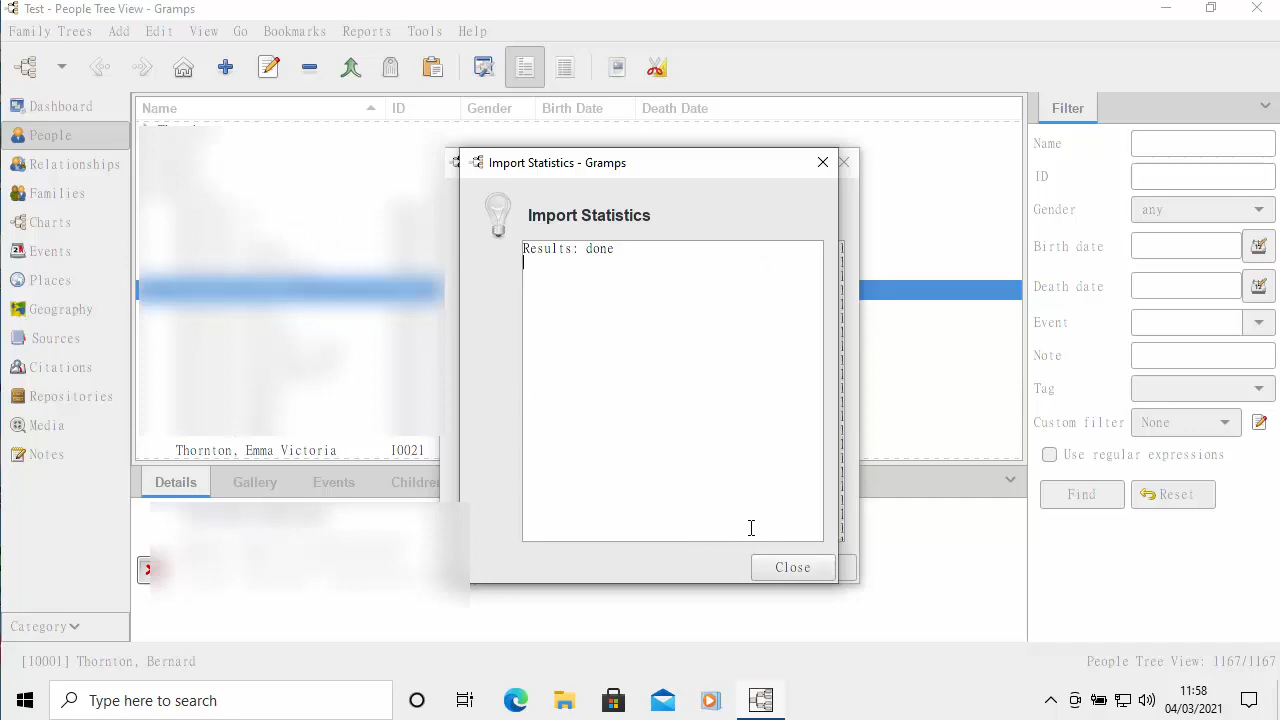 Test - People Tree View - Gramps
Family Trees Add Edit View Go Bookmarks Reports Tools Help
Name ID Gender Birth Date Death Date
Dashboard
People
Relationships
Families
Charts
Events
Places
Geography
Sources
Citations
Repositories
Media
Notes
Category
Import Statistics - Gramps
Import Statistics
Results: done
Close
Thornton, Emma Victoria I0021
Details Gallery Events Children
Filter
Name
ID
Gender any
Birth date
Death date
Event
Note
Tag
Custom filter None
Use regular expressions
Find Reset
[I0001] Thornton, Bernard
People Tree View: 1167/1167
Type here to search
11:58
04/03/2021